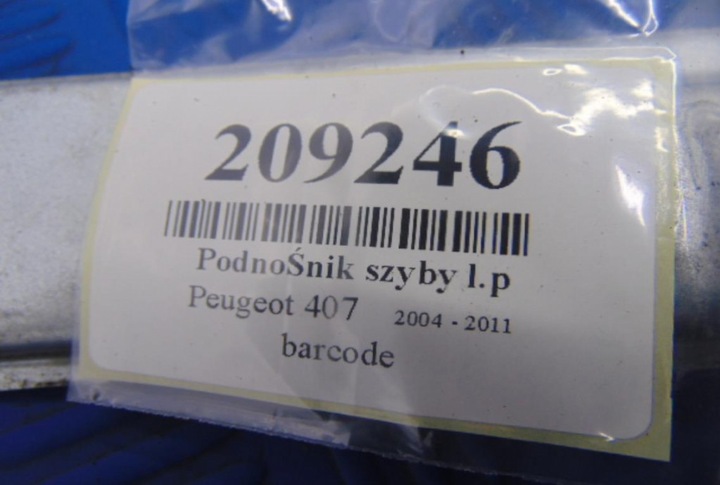 209246
PodnoŚnik szyby l.p
Peugeot 407 2004 - 2011
barcode